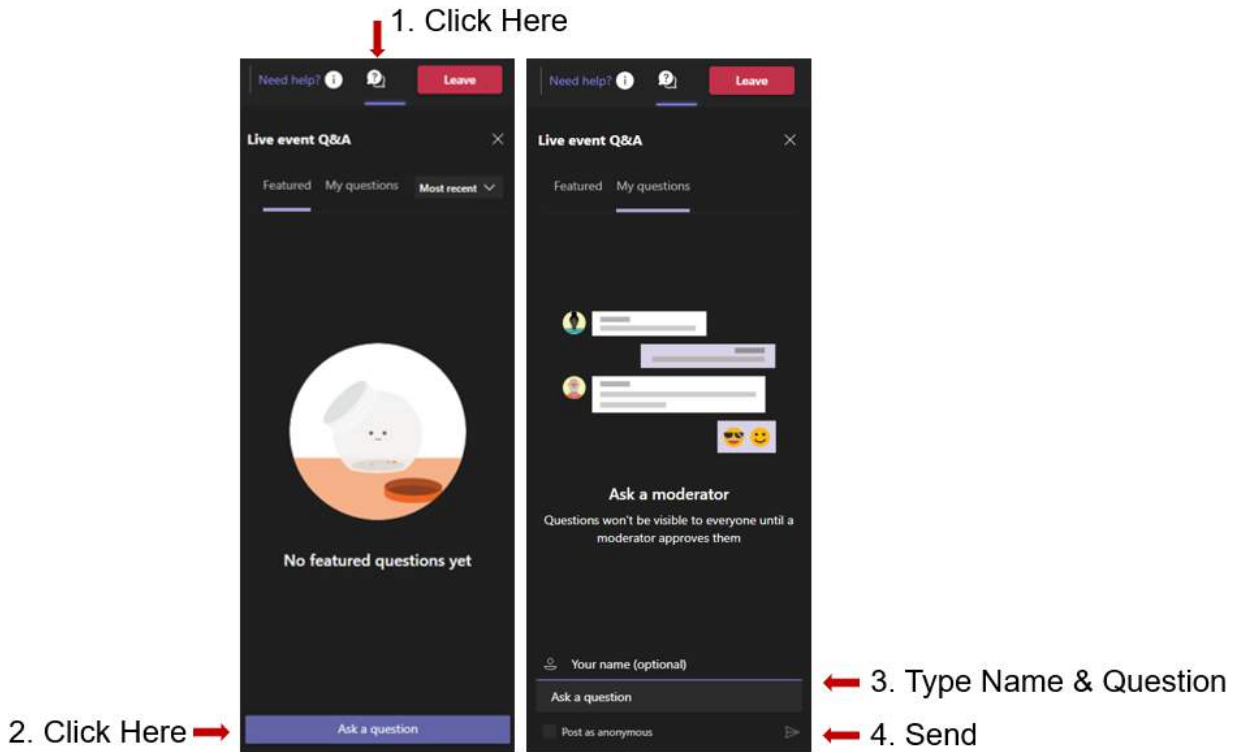 1. Click Here
Need help?
Leave
Live event Q&A
Featured My questions Most recent
No featured questions yet
2. Click Here
Ask a question
Need help?
Leave
Live event Q&A
Featured My questions
Ask a moderator
Questions won't be visible to everyone until a
moderator approves them
Your name (optional)
Ask a question
3. Type Name & Question
Post as anonymous
4. Send